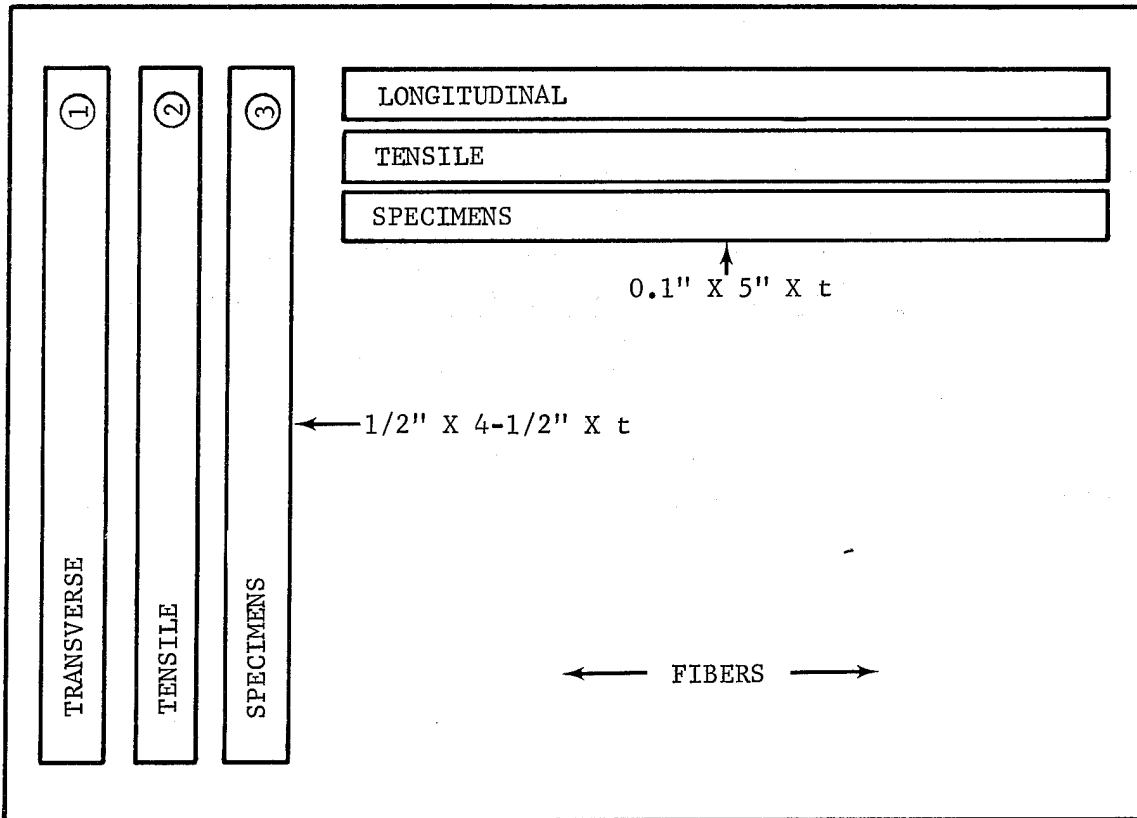 1
2
3
TRANSVERSE
TENSILE
SPECIMENS
LONGITUDINAL
TENSILE
SPECIMENS
0.1" X 5" X t
1/2" X 4-1/2" X t
FIBERS